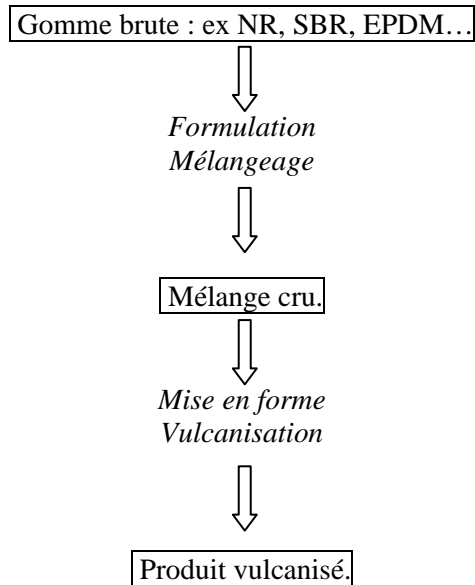 Gomme brute : ex NR, SBR, EPDM…
Formulation
Mélangeage
Mélange cru.
Mise en forme
Vulcanisation
Produit vulcanisé.